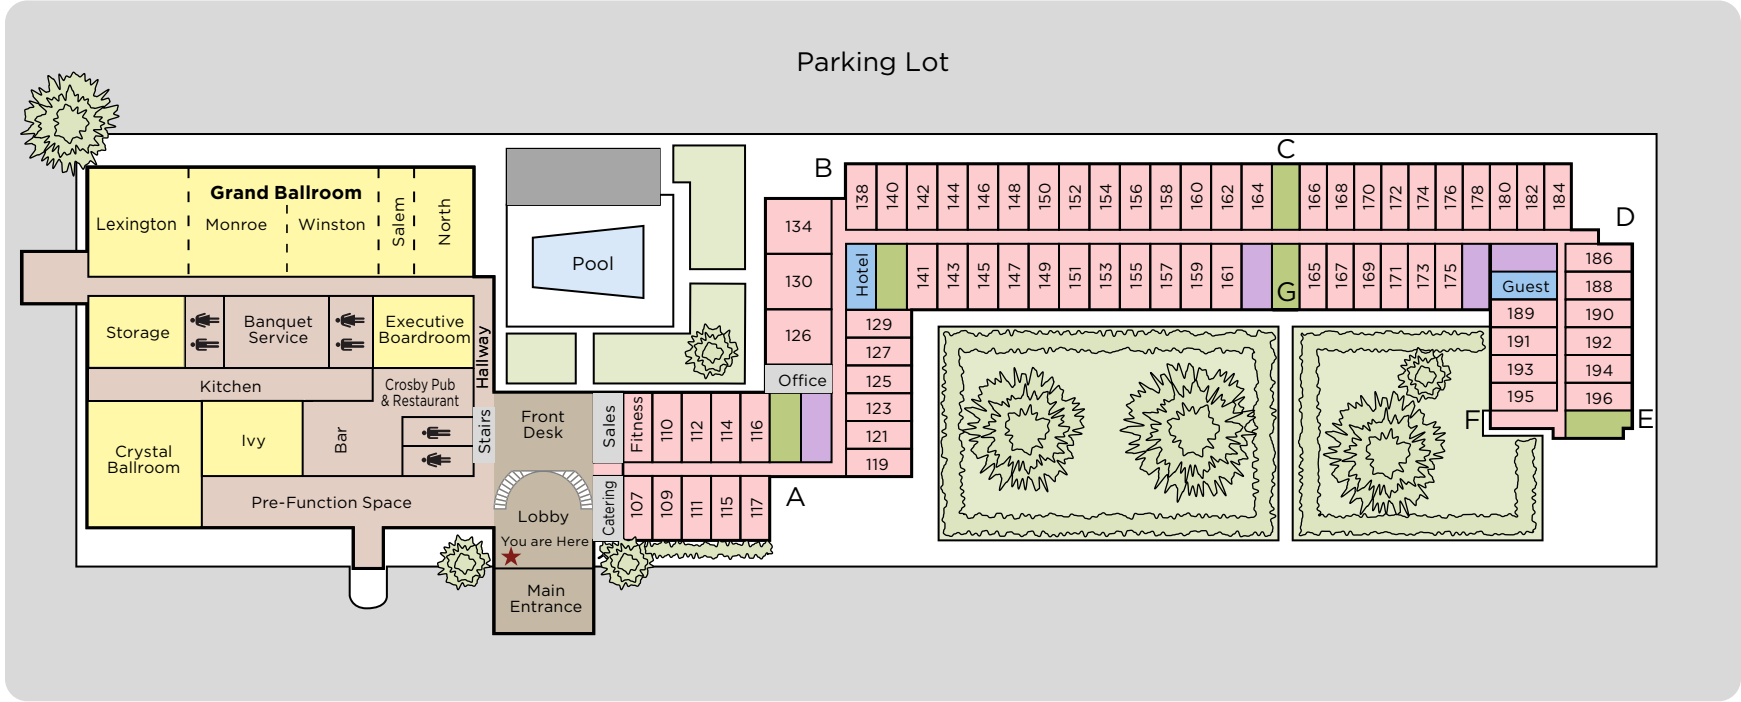 Parking Lot
Grand Ballroom
Lexington
Monroe
Winston
Salem
North
Pool
Storage
Banquet
Service
Executive
Boardroom
Hallway
Kitchen
Crosby Pub
& Restaurant
Crystal
Ballroom
Ivy
Bar
Stairs
Pre-Function Space
Front
Desk
Lobby
You are Here
Main
Entrance
Sales
Catering
Fitness
110
112
114
116
107
109
111
115
117
A
Office
134
130
126
B
138
140
142
144
146
148
150
152
154
156
158
160
162
164
C
166
168
170
172
174
176
178
180
182
184
D
Hotel
141
143
145
147
149
151
153
155
157
159
161
G
165
167
169
171
173
175
Guest
129
127
125
123
121
119
189
191
193
195
186
188
190
192
194
196
F
E